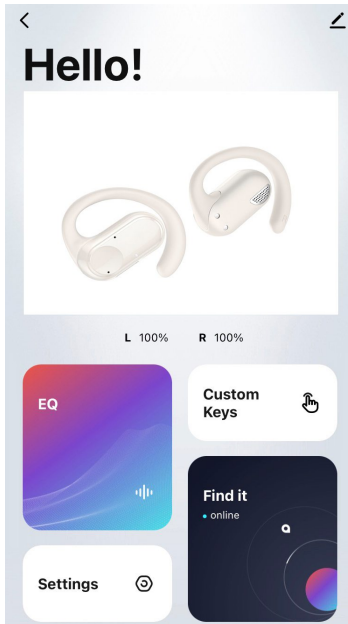 Hello!
L 100% R 100%
EQ
Custom
Keys
Find it
online
Settings